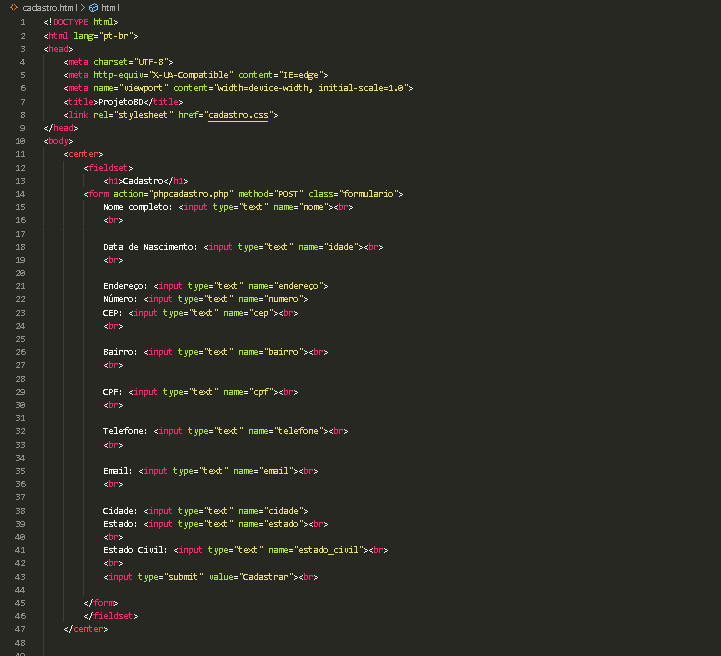 cadastro.html > html
1 <!DOCTYPE html>
2 <html lang="pt-br">
3 <head>
4 <meta charset="UTF-8">
5 <meta http-equiv="X-UA-Compatible" content="IE=edge">
6 <meta name="viewport" content="width=device-width, initial-scale=1.0">
7 <title>ProjetoBD</title>
8 <link rel="stylesheet" href="cadastro.css">
9 </head>
10 <body>
11 <center>
12 <fieldset>
13 <h1>Cadastro</h1>
14 <form action="phpcadastro.php" method="POST" class="formulario">
15 Nome completo: <input type="text" name="nome"><br>
16 <br>
17
18 Data de Nascimento: <input type="text" name="idade"><br>
19 <br>
20
21 Endereço: <input type="text" name="endereço">
22 Número: <input type="text" name="numero">
23 CEP: <input type="text" name="cep"><br>
24 <br>
25
26 Bairro: <input type="text" name="bairro"><br>
27 <br>
28
29 CPF: <input type="text" name="cpf"><br>
30 <br>
31
32 Telefone: <input type="text" name="telefone"><br>
33 <br>
34
35 Email: <input type="text" name="email"><br>
36 <br>
37
38 Cidade: <input type="text" name="cidade">
39 Estado: <input type="text" name="estado"><br>
40 <br>
41 Estado Civil: <input type="text" name="estado_civil"><br>
42 <br>
43 <input type="submit" value="Cadastrar"><br>
44
45 </form>
46 </fieldset>
47 </center>
48